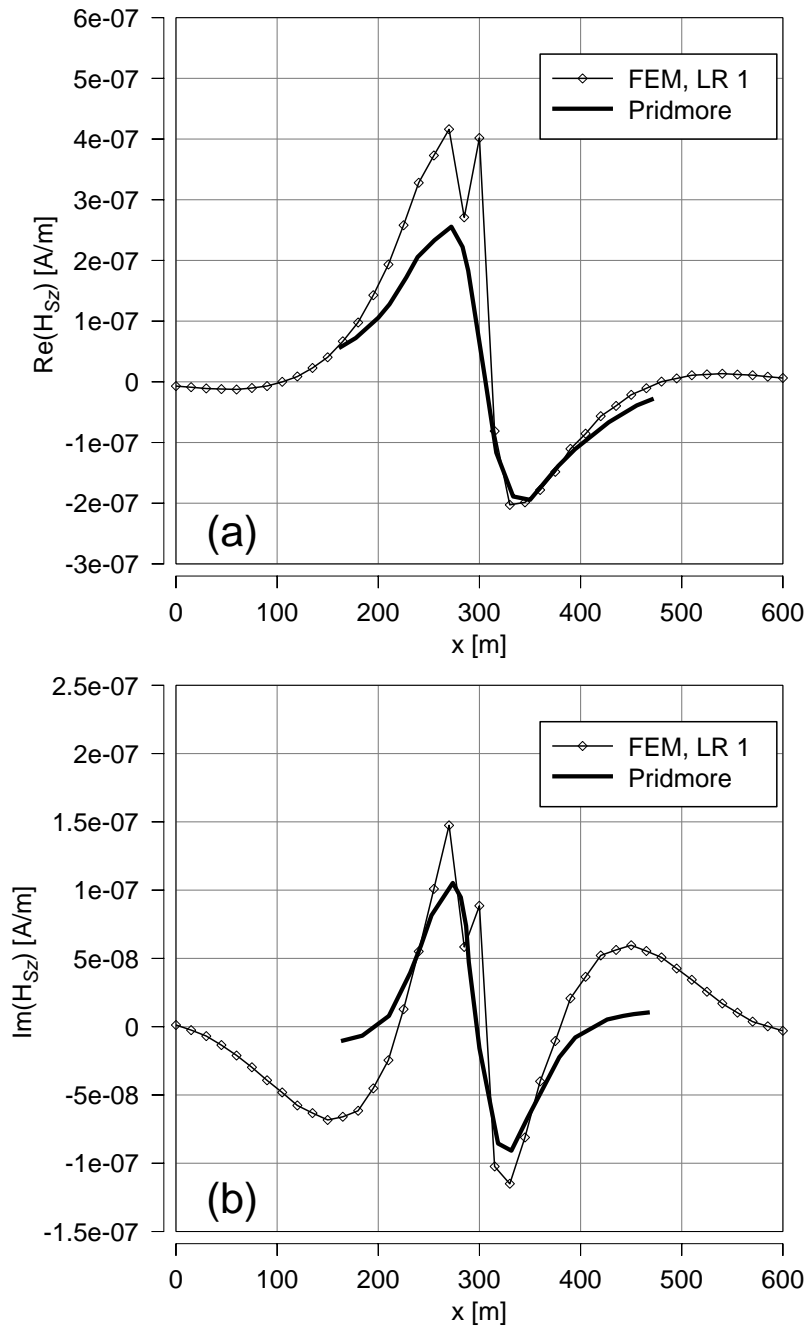 6e-07
5e-07
4e-07
3e-07
2e-07
1e-07
0
-1e-07
-2e-07
-3e-07
Re(H_Sz) [A/m]
FEM, LR 1
Pridmore
(a)
0 100 200 300 400 500 600
x [m]
2.5e-07
2e-07
1.5e-07
1e-07
5e-08
0
-5e-08
-1e-07
-1.5e-07
Im(H_Sz) [A/m]
FEM, LR 1
Pridmore
(b)
0 100 200 300 400 500 600
x [m]